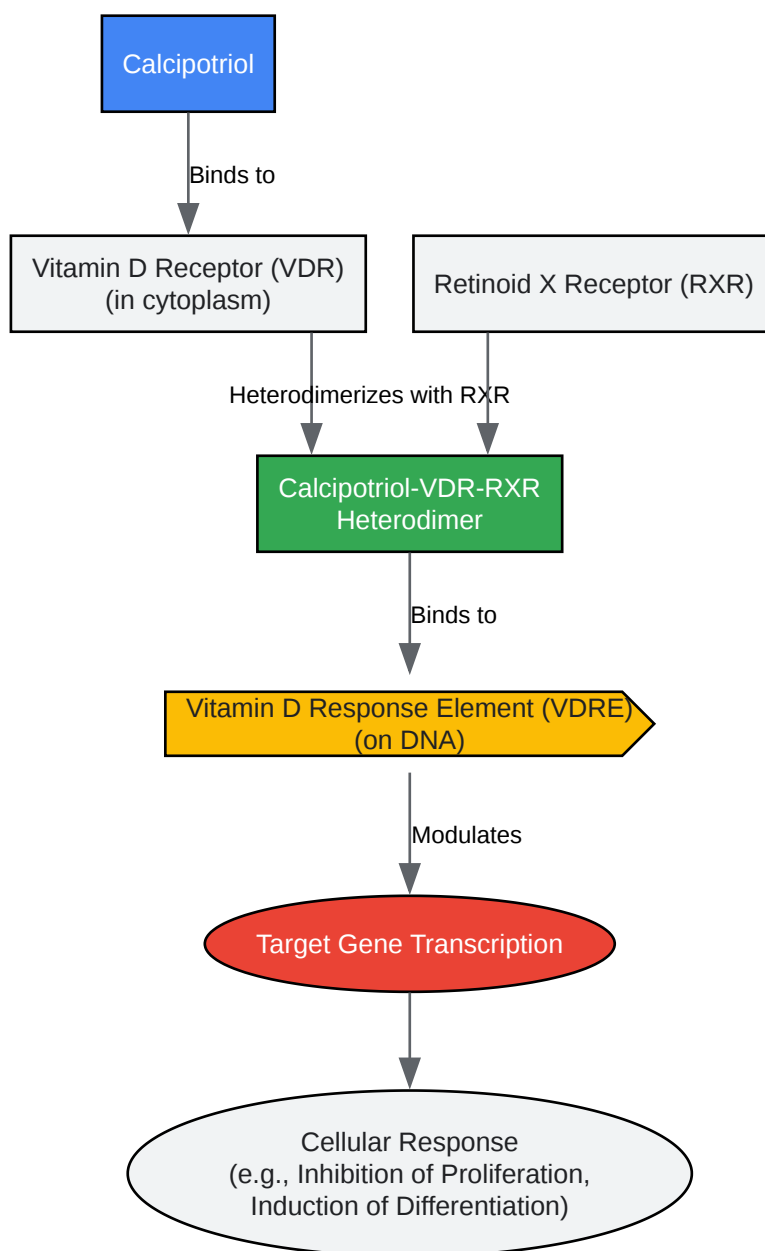 Calcipotriol
Binds to
Vitamin D Receptor (VDR)
(in cytoplasm)
Retinoid X Receptor (RXR)
Heterodimerizes with RXR
Calcipotriol-VDR-RXR
Heterodimer
Binds to
Vitamin D Response Element (VDRE)
(on DNA)
Modulates
Target Gene Transcription
Cellular Response
(e.g., Inhibition of Proliferation,
Induction of Differentiation)